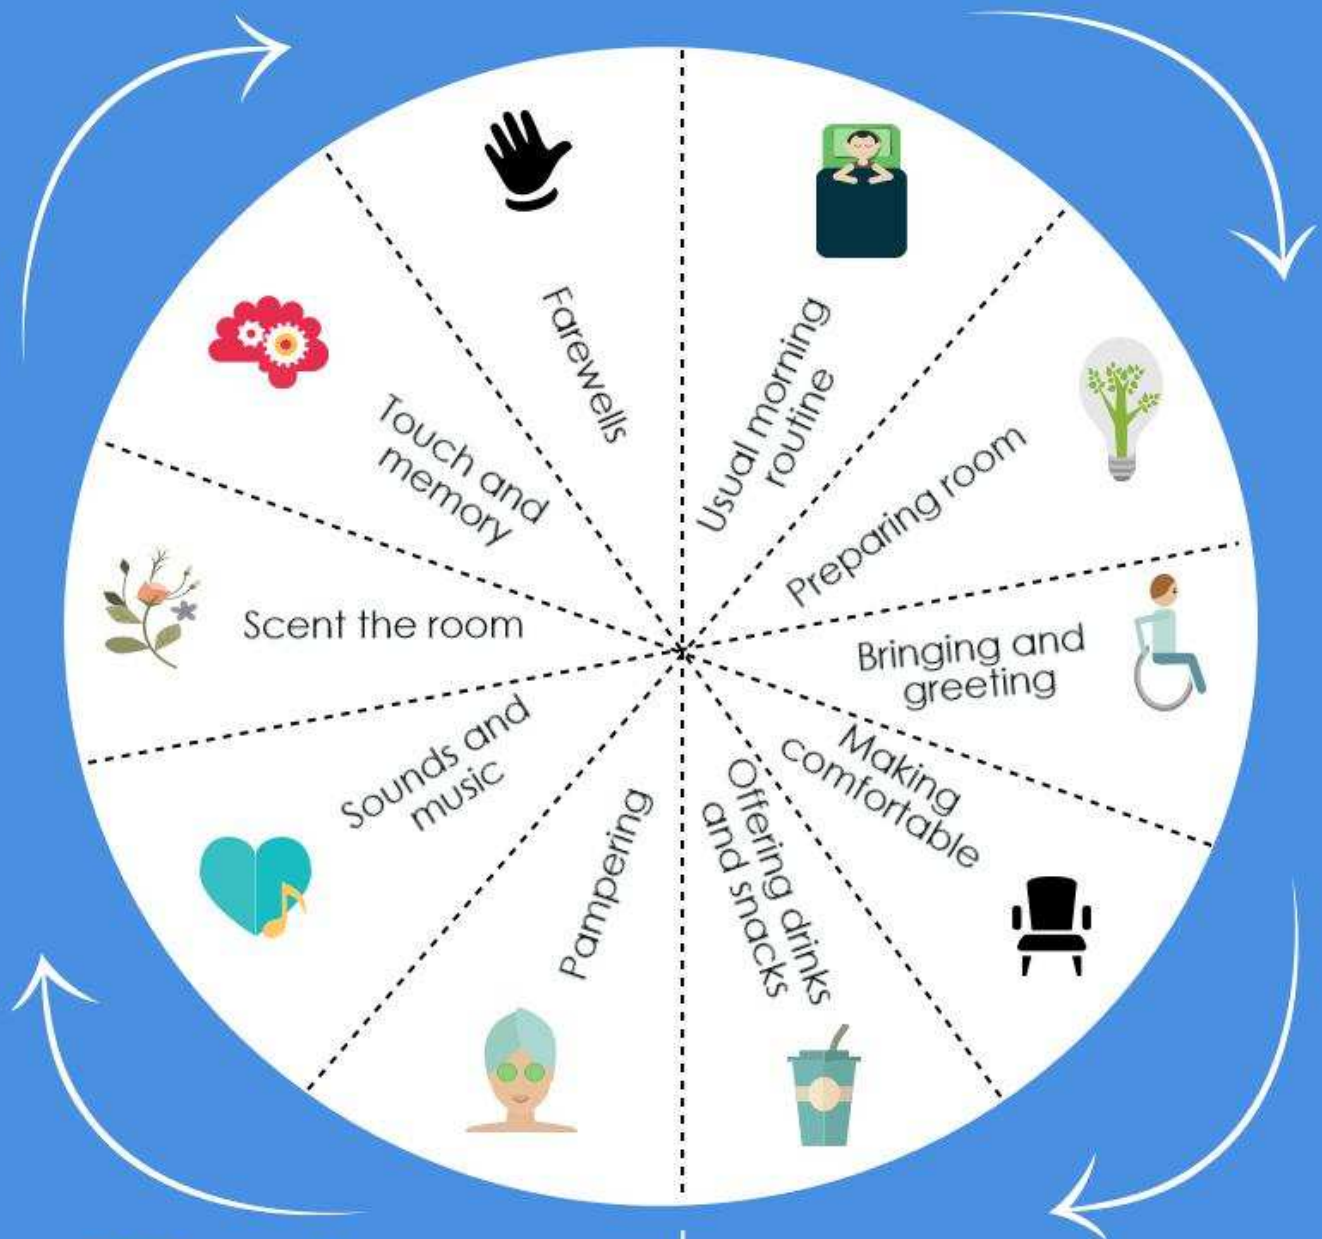 Usual morning
routine
Preparing room
Bringing and
greeting
Making
comfortable
Offering drinks
and snacks
Pampering
Sounds and
music
Scent the room
Touch and
memory
Farewells